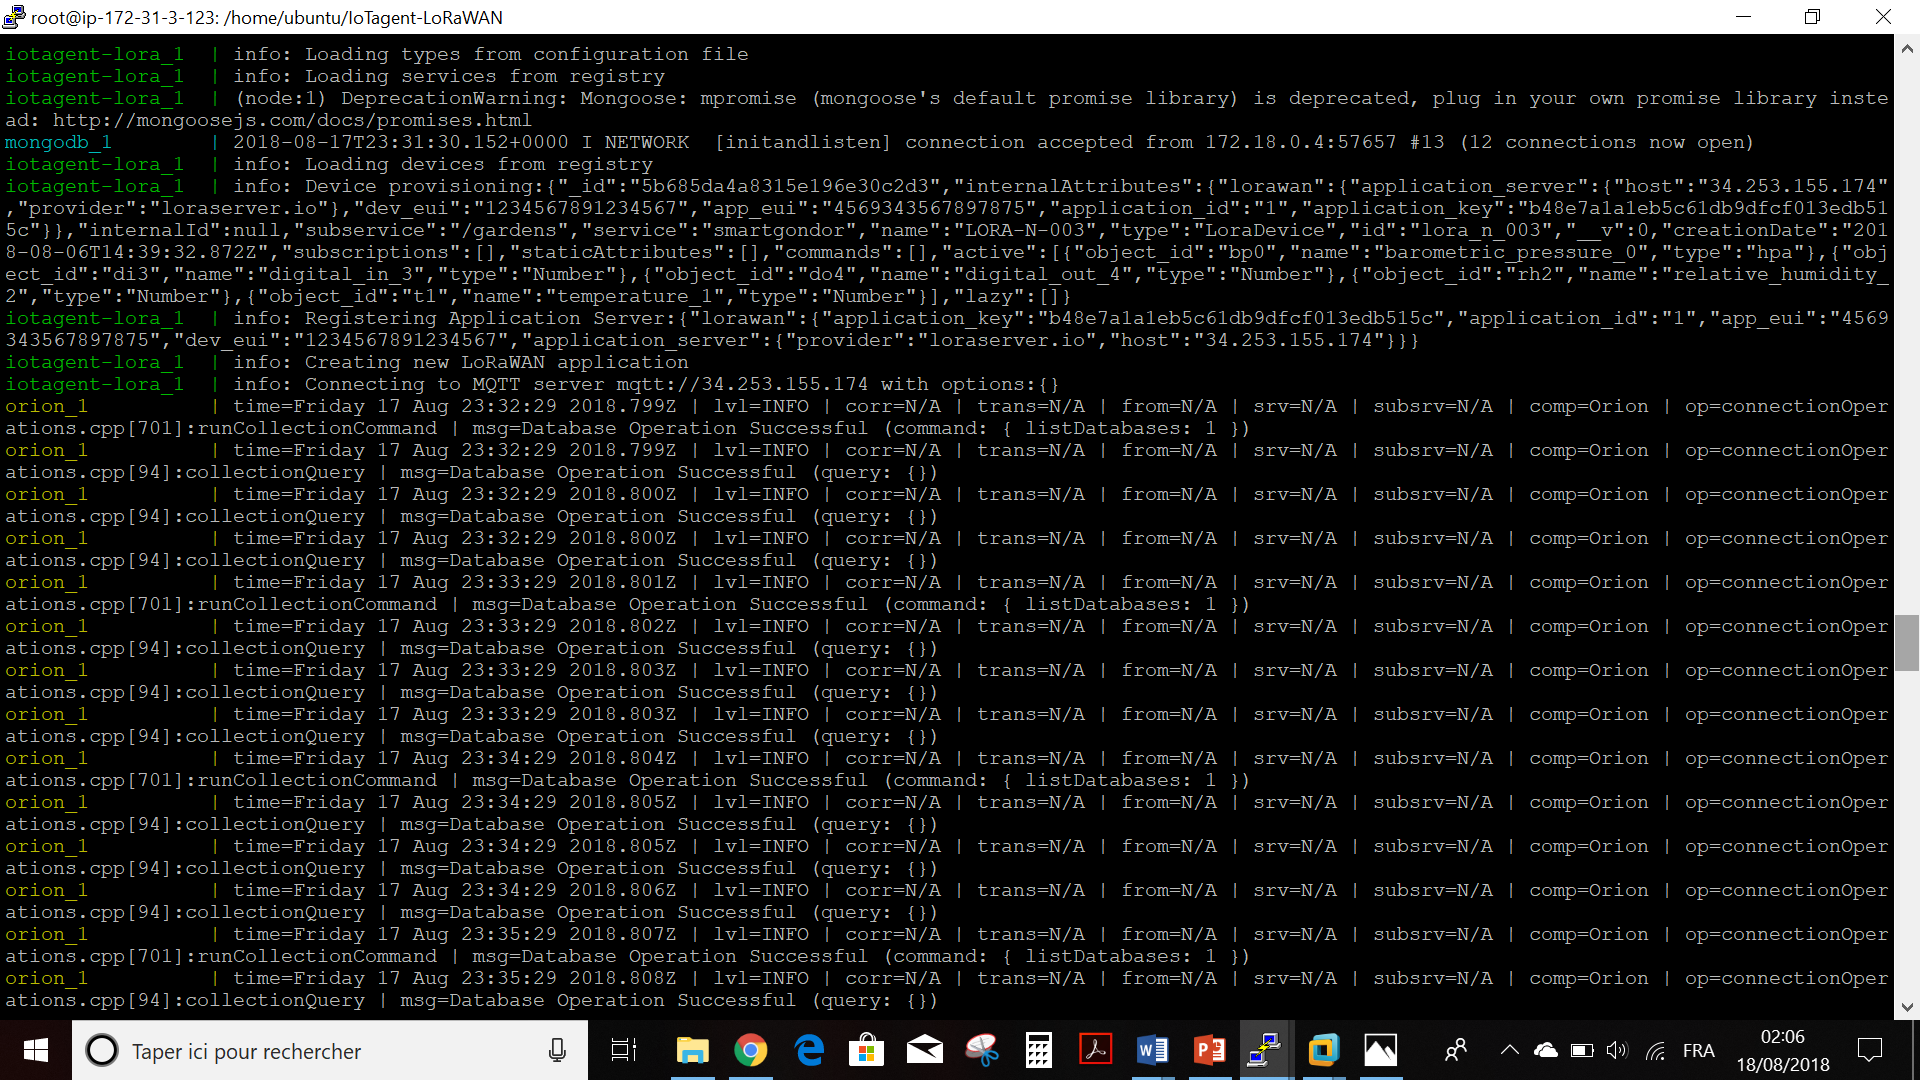 root@ip-172-31-3-123: /home/ubuntu/IoTagent-LoRaWAN
iotagent-lora_1  | info: Loading types from configuration file
iotagent-lora_1  | info: Loading services from registry
iotagent-lora_1  | (node:1) DeprecationWarning: Mongoose: mpromise (mongoose's default promise library) is deprecated, plug in your own promise library inste
ad: http://mongoosejs.com/docs/promises.html
mongodb_1        | 2018-08-17T23:31:30.152+0000 I NETWORK  [initandlisten] connection accepted from 172.18.0.4:57657 #13 (12 connections now open)
iotagent-lora_1  | info: Loading devices from registry
iotagent-lora_1  | info: Device provisioning:{"_id":"5b685da4a8315e196e30c2d3","internalAttributes":{"lorawan":{"application_server":{"host":"34.253.155.174"
,"provider":"loraserver.io"},"dev_eui":"1234567891234567","app_eui":"4569343567897875","application_id":"1","application_key":"b48e7a1a1eb5c61db9dfcf013edb51
5c"}},"internalId":null,"subservice":"/gardens","service":"smartgondor","name":"LORA-N-003","type":"LoraDevice","id":"lora_n_003","__v":0,"creationDate":"201
8-08-06T14:39:32.872Z","subscriptions":[],"staticAttributes":[],"commands":[],"active":[{"object_id":"bp0","name":"barometric_pressure_0","type":"hpa"},{"obj
ect_id":"di3","name":"digital_in_3","type":"Number"},{"object_id":"do4","name":"digital_out_4","type":"Number"},{"object_id":"rh2","name":"relative_humidity_
2","type":"Number"},{"object_id":"t1","name":"temperature_1","type":"Number"}],"lazy":[]}
iotagent-lora_1  | info: Registering Application Server:{"lorawan":{"application_key":"b48e7a1a1eb5c61db9dfcf013edb515c","application_id":"1","app_eui":"4569
343567897875","dev_eui":"1234567891234567","application_server":{"provider":"loraserver.io","host":"34.253.155.174"}}}
iotagent-lora_1  | info: Creating new LoRaWAN application
iotagent-lora_1  | info: Connecting to MQTT server mqtt://34.253.155.174 with options:{}
orion_1          | time=Friday 17 Aug 23:32:29 2018.799Z | lvl=INFO | corr=N/A | trans=N/A | from=N/A | srv=N/A | subsrv=N/A | comp=Orion | op=connectionOper
ations.cpp[701]:runCollectionCommand | msg=Database Operation Successful (command: { listDatabases: 1 })
orion_1          | time=Friday 17 Aug 23:32:29 2018.799Z | lvl=INFO | corr=N/A | trans=N/A | from=N/A | srv=N/A | subsrv=N/A | comp=Orion | op=connectionOper
ations.cpp[94]:collectionQuery | msg=Database Operation Successful (query: {})
orion_1          | time=Friday 17 Aug 23:32:29 2018.800Z | lvl=INFO | corr=N/A | trans=N/A | from=N/A | srv=N/A | subsrv=N/A | comp=Orion | op=connectionOper
ations.cpp[94]:collectionQuery | msg=Database Operation Successful (query: {})
orion_1          | time=Friday 17 Aug 23:32:29 2018.800Z | lvl=INFO | corr=N/A | trans=N/A | from=N/A | srv=N/A | subsrv=N/A | comp=Orion | op=connectionOper
ations.cpp[94]:collectionQuery | msg=Database Operation Successful (query: {})
orion_1          | time=Friday 17 Aug 23:33:29 2018.801Z | lvl=INFO | corr=N/A | trans=N/A | from=N/A | srv=N/A | subsrv=N/A | comp=Orion | op=connectionOper
ations.cpp[701]:runCollectionCommand | msg=Database Operation Successful (command: { listDatabases: 1 })
orion_1          | time=Friday 17 Aug 23:33:29 2018.802Z | lvl=INFO | corr=N/A | trans=N/A | from=N/A | srv=N/A | subsrv=N/A | comp=Orion | op=connectionOper
ations.cpp[94]:collectionQuery | msg=Database Operation Successful (query: {})
orion_1          | time=Friday 17 Aug 23:33:29 2018.803Z | lvl=INFO | corr=N/A | trans=N/A | from=N/A | srv=N/A | subsrv=N/A | comp=Orion | op=connectionOper
ations.cpp[94]:collectionQuery | msg=Database Operation Successful (query: {})
orion_1          | time=Friday 17 Aug 23:33:29 2018.803Z | lvl=INFO | corr=N/A | trans=N/A | from=N/A | srv=N/A | subsrv=N/A | comp=Orion | op=connectionOper
ations.cpp[94]:collectionQuery | msg=Database Operation Successful (query: {})
orion_1          | time=Friday 17 Aug 23:34:29 2018.804Z | lvl=INFO | corr=N/A | trans=N/A | from=N/A | srv=N/A | subsrv=N/A | comp=Orion | op=connectionOper
ations.cpp[701]:runCollectionCommand | msg=Database Operation Successful (command: { listDatabases: 1 })
orion_1          | time=Friday 17 Aug 23:34:29 2018.805Z | lvl=INFO | corr=N/A | trans=N/A | from=N/A | srv=N/A | subsrv=N/A | comp=Orion | op=connectionOper
ations.cpp[94]:collectionQuery | msg=Database Operation Successful (query: {})
orion_1          | time=Friday 17 Aug 23:34:29 2018.805Z | lvl=INFO | corr=N/A | trans=N/A | from=N/A | srv=N/A | subsrv=N/A | comp=Orion | op=connectionOper
ations.cpp[94]:collectionQuery | msg=Database Operation Successful (query: {})
orion_1          | time=Friday 17 Aug 23:34:29 2018.806Z | lvl=INFO | corr=N/A | trans=N/A | from=N/A | srv=N/A | subsrv=N/A | comp=Orion | op=connectionOper
ations.cpp[94]:collectionQuery | msg=Database Operation Successful (query: {})
orion_1          | time=Friday 17 Aug 23:35:29 2018.807Z | lvl=INFO | corr=N/A | trans=N/A | from=N/A | srv=N/A | subsrv=N/A | comp=Orion | op=connectionOper
ations.cpp[701]:runCollectionCommand | msg=Database Operation Successful (command: { listDatabases: 1 })
orion_1          | time=Friday 17 Aug 23:35:29 2018.808Z | lvl=INFO | corr=N/A | trans=N/A | from=N/A | srv=N/A | subsrv=N/A | comp=Orion | op=connectionOper
ations.cpp[94]:collectionQuery | msg=Database Operation Successful (query: {})
Taper ici pour rechercher
FRA
02:06
18/08/2018